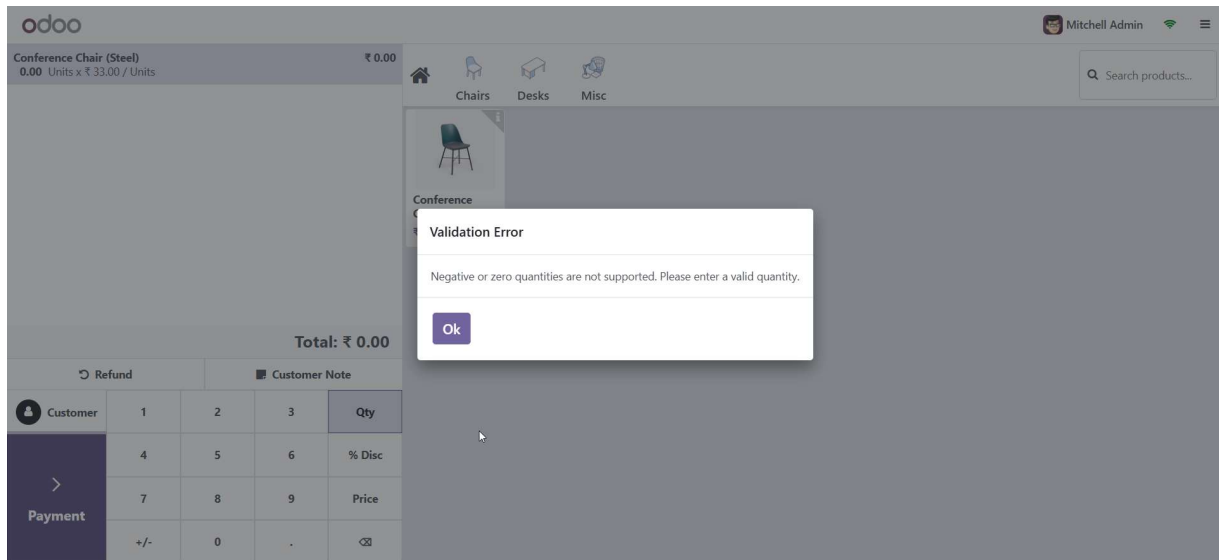 odoo
Mitchell Admin
Conference Chair (Steel) ₹ 0.00
0.00 Units x ₹ 33.00 / Units
Chairs Desks Misc
Search products...
Conference
Validation Error
Negative or zero quantities are not supported. Please enter a valid quantity.
Ok
Total: ₹ 0.00
Refund Customer Note
Customer 1 2 3 Qty
4 5 6 % Disc
7 8 9 Price
Payment
+/- 0 .